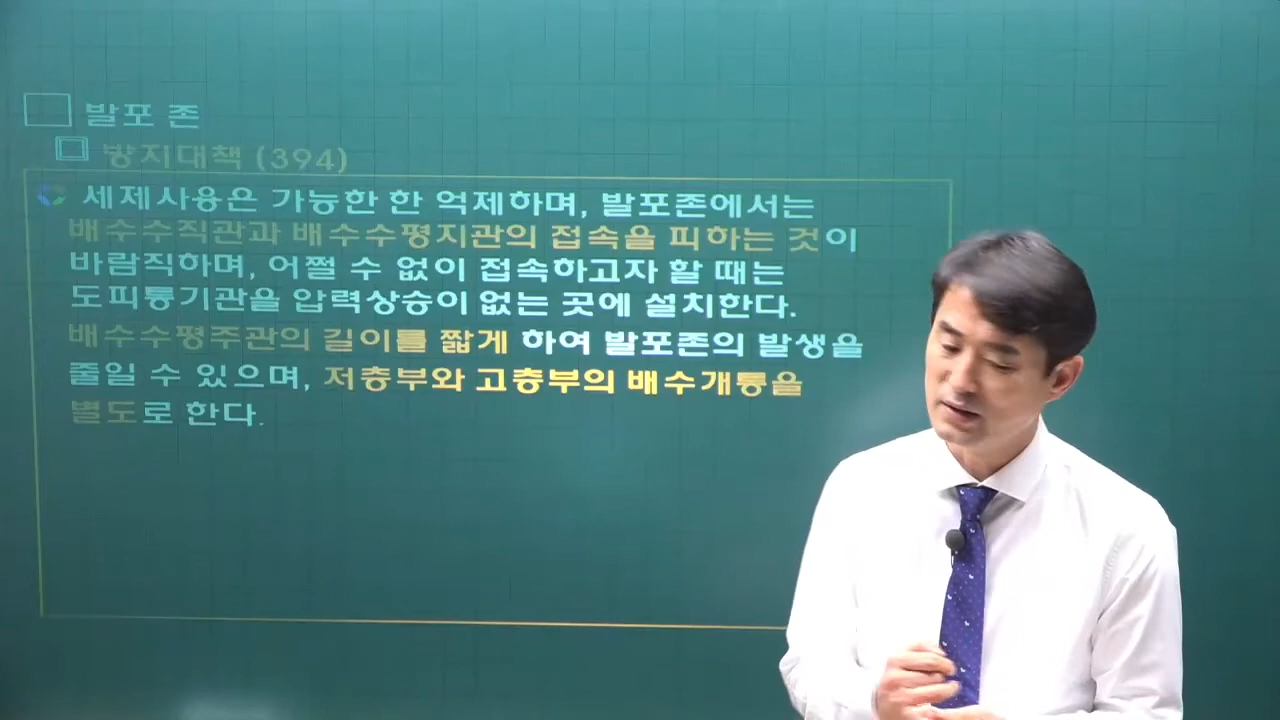 발포 존
방지대책 (394)
세제사용은 가능한 한 억제하며, 발포존에서는
배수수직관과 배수수평지관의 접속을 피하는 것이
바람직하며, 어쩔 수 없이 접속하고자 할 때는
도피통기관을 압력상승이 없는 곳에 설치한다.
배수수평주관의 길이를 짧게 하여 발포존의 발생을
줄일 수 있으며, 저층부와 고층부의 배수개통을
별도로 한다.